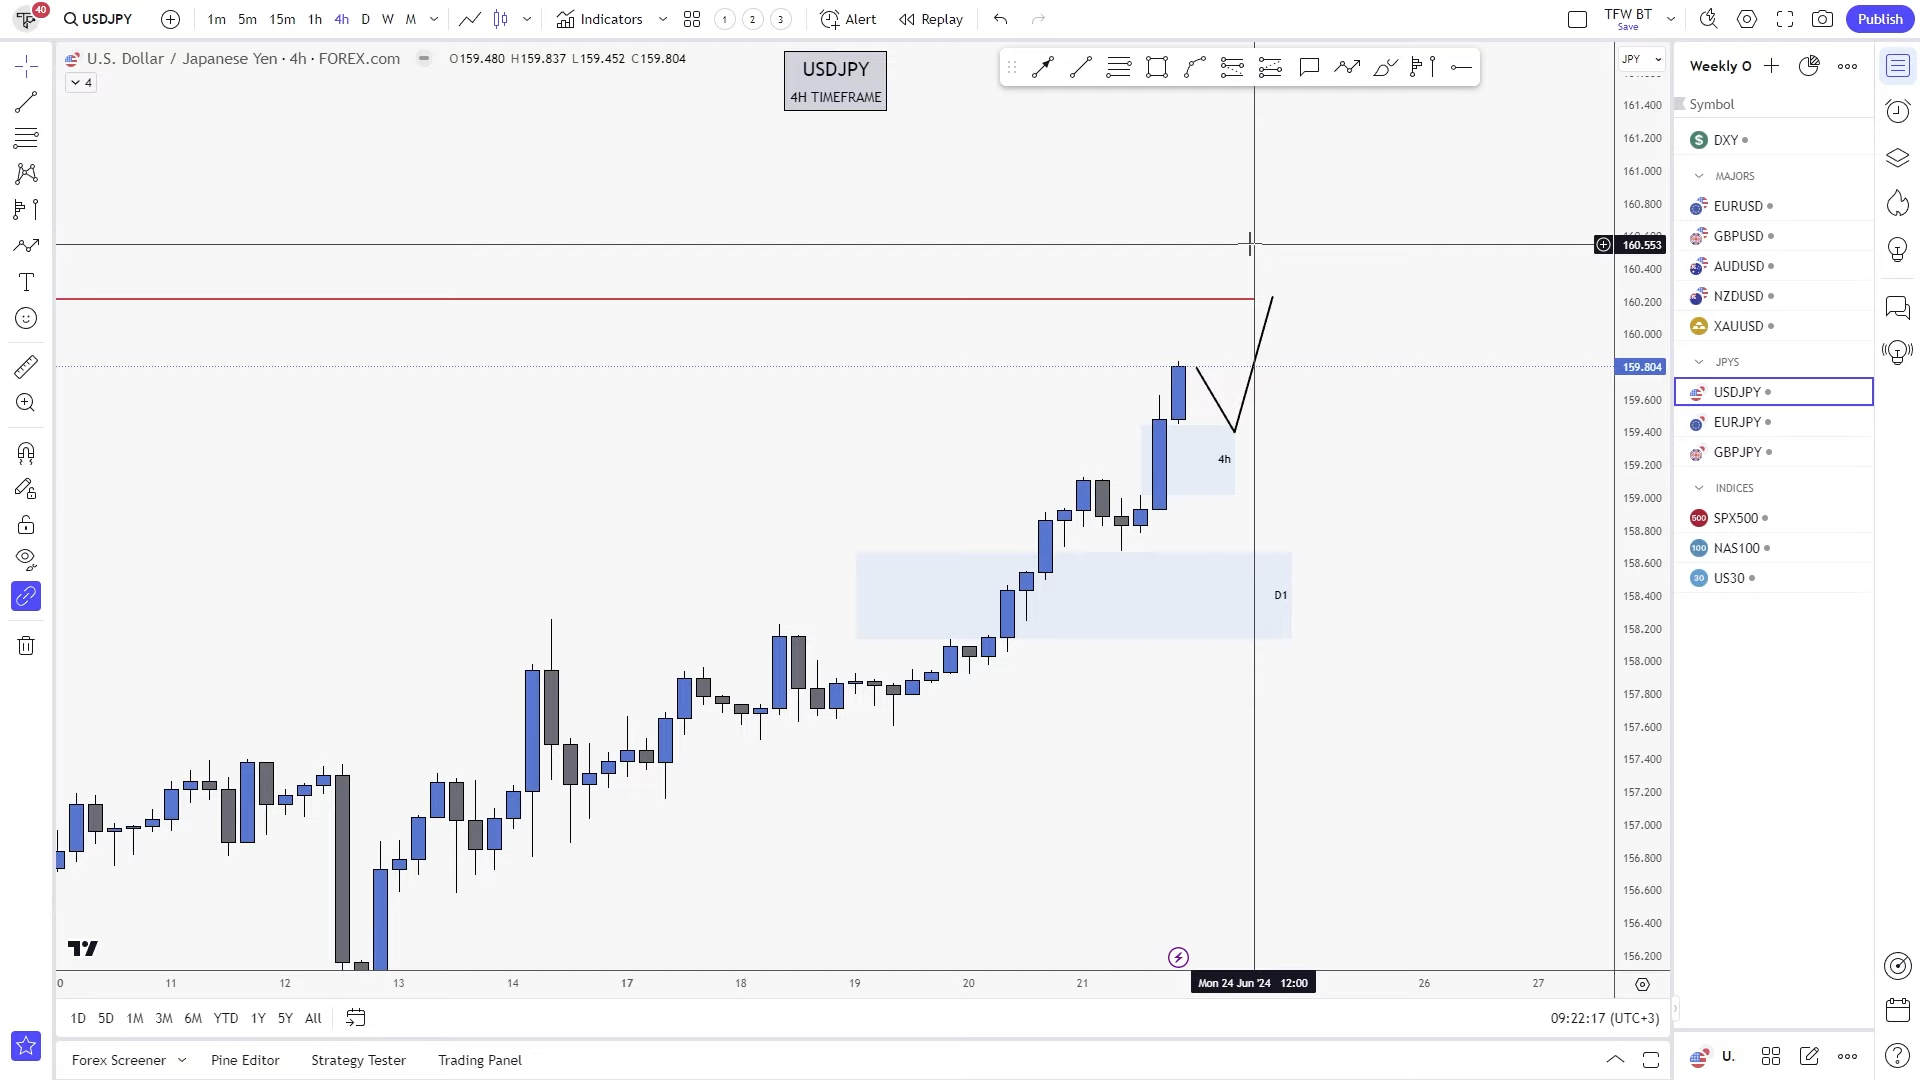 40
USDJPY
1m 5m 15m 1h 4h D W M
Indicators
1 2 3
Alert
Replay
TFW BT
Save
Publish
U.S. Dollar / Japanese Yen · 4h · FOREX.com
O159.480 H159.837 L159.452 C159.804
4
USDJPY
4H TIMEFRAME
JPY
161.400
161.200
161.000
160.800
160.553
160.400
160.200
160.000
159.804
159.600
159.400
159.200
159.000
158.800
158.600
158.400
158.200
158.000
157.800
157.600
157.400
157.200
157.000
156.800
156.600
156.400
156.200
4h
D1
11 12 13 14 17 18 19 20 21 26 27
Mon 24 Jun '24 12:00
1D 5D 1M 3M 6M YTD 1Y 5Y All
09:22:17 (UTC+3)
Forex Screener
Pine Editor
Strategy Tester
Trading Panel
Weekly O
Symbol
DXY
MAJORS
EURUSD
GBPUSD
AUDUSD
NZDUSD
XAUUSD
JPYS
USDJPY
EURJPY
GBPJPY
INDICES
500 SPX500
100 NAS100
30 US30
U.